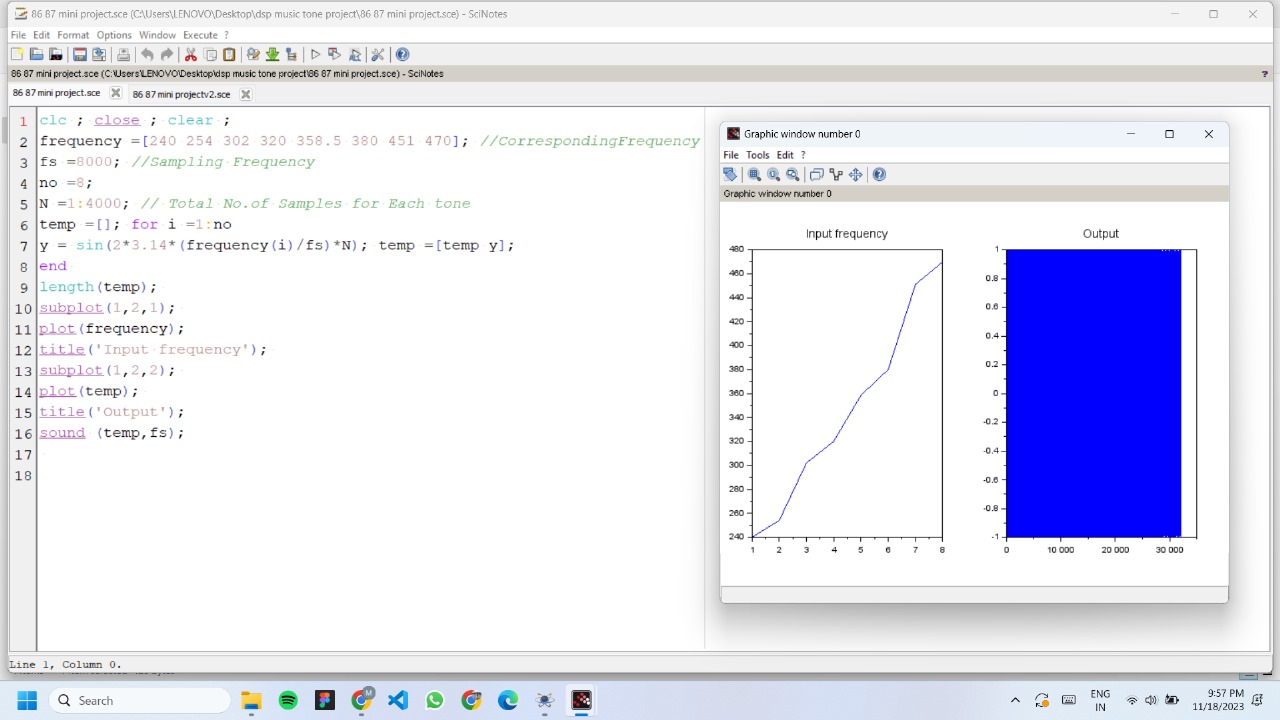 86 87 mini project.sce (C:\Users\LENOVO\Desktop\dsp music tone project\86 87 mini project.sce) - SciNotes
File Edit Format Options Window Execute ?
86 87 mini project.sce (C:\Users\LENOVO\Desktop\dsp music tone project\86 87 mini project.sce) - SciNotes ?
86 87 mini project.sce 86 87 mini projectv2.sce
1 clc ; close ; clear ;
2 frequency =[240 254 302 320 358.5 380 451 470]; //CorrespondingFrequency
3 fs =8000; //Sampling Frequency
4 no =8;
5 N =1:4000; // Total No.of Samples for Each tone
6 temp =[]; for i =1:no
7 y = sin(2*3.14*(frequency(i)/fs)*N); temp =[temp y];
8 end
9 length(temp);
10 subplot(1,2,1);
11 plot(frequency);
12 title('Input frequency');
13 subplot(1,2,2);
14 plot(temp);
15 title('Output');
16 sound (temp,fs);
17
18
Graphic window number 0
File Tools Edit ?
Graphic window number 0
Input frequency
480
460
440
420
400
380
360
340
320
300
280
260
240
1 2 3 4 5 6 7 8
Output
1
0.8
0.6
0.4
0.2
0
-0.2
-0.4
-0.6
-0.8
-1
0 10 000 20 000 30 000
Line 1, Column 0.
Search
M
ENG
IN
9:57 PM
11/18/2023